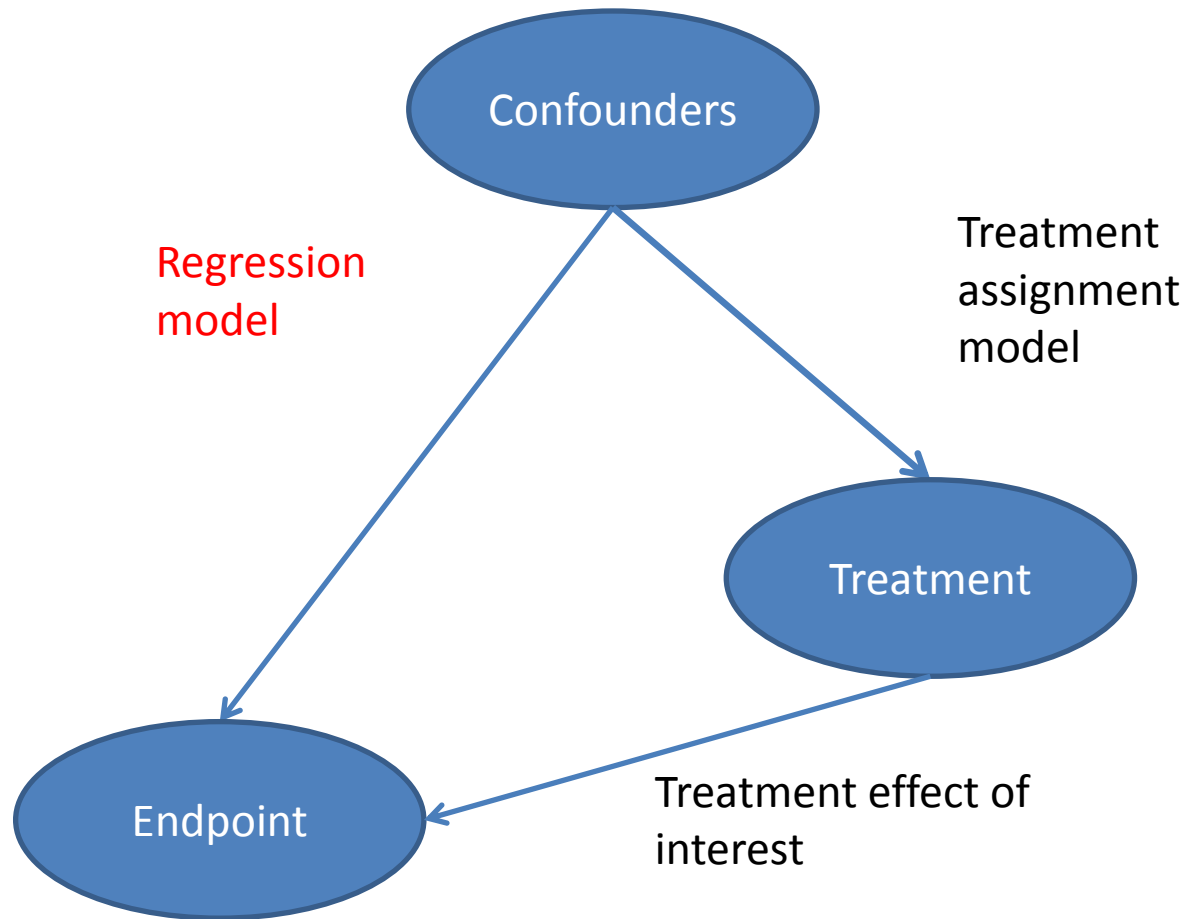 Confounders
Regression
model
Treatment
assignment
model
Treatment
Endpoint
Treatment effect of
interest